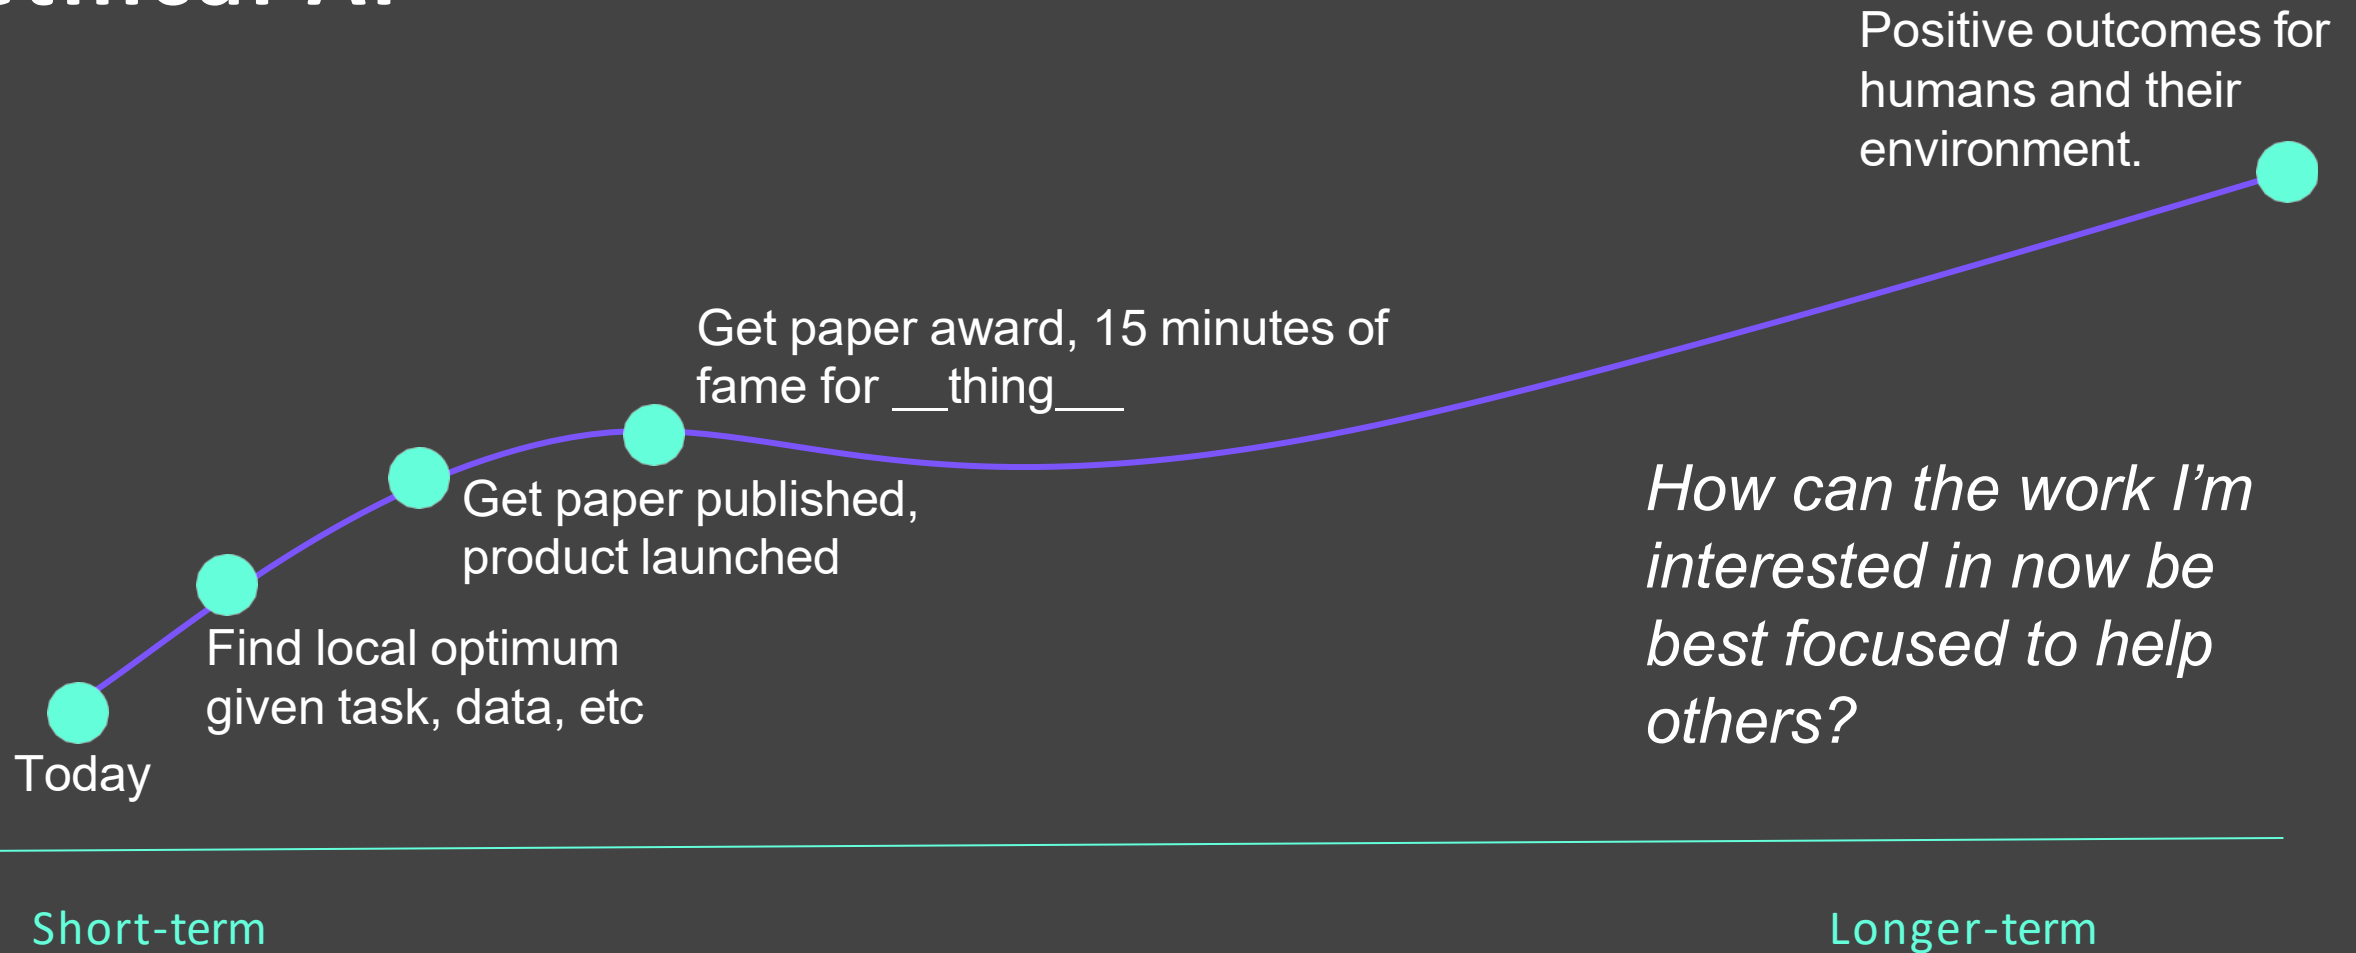 Positive outcomes for
humans and their
environment.
Get paper award, 15 minutes of
fame for __thing___
Get paper published,
product launched
How can the work I’m
interested in now be
best focused to help
others?
Find local optimum
given task, data, etc
Today
Short-term
Longer-term